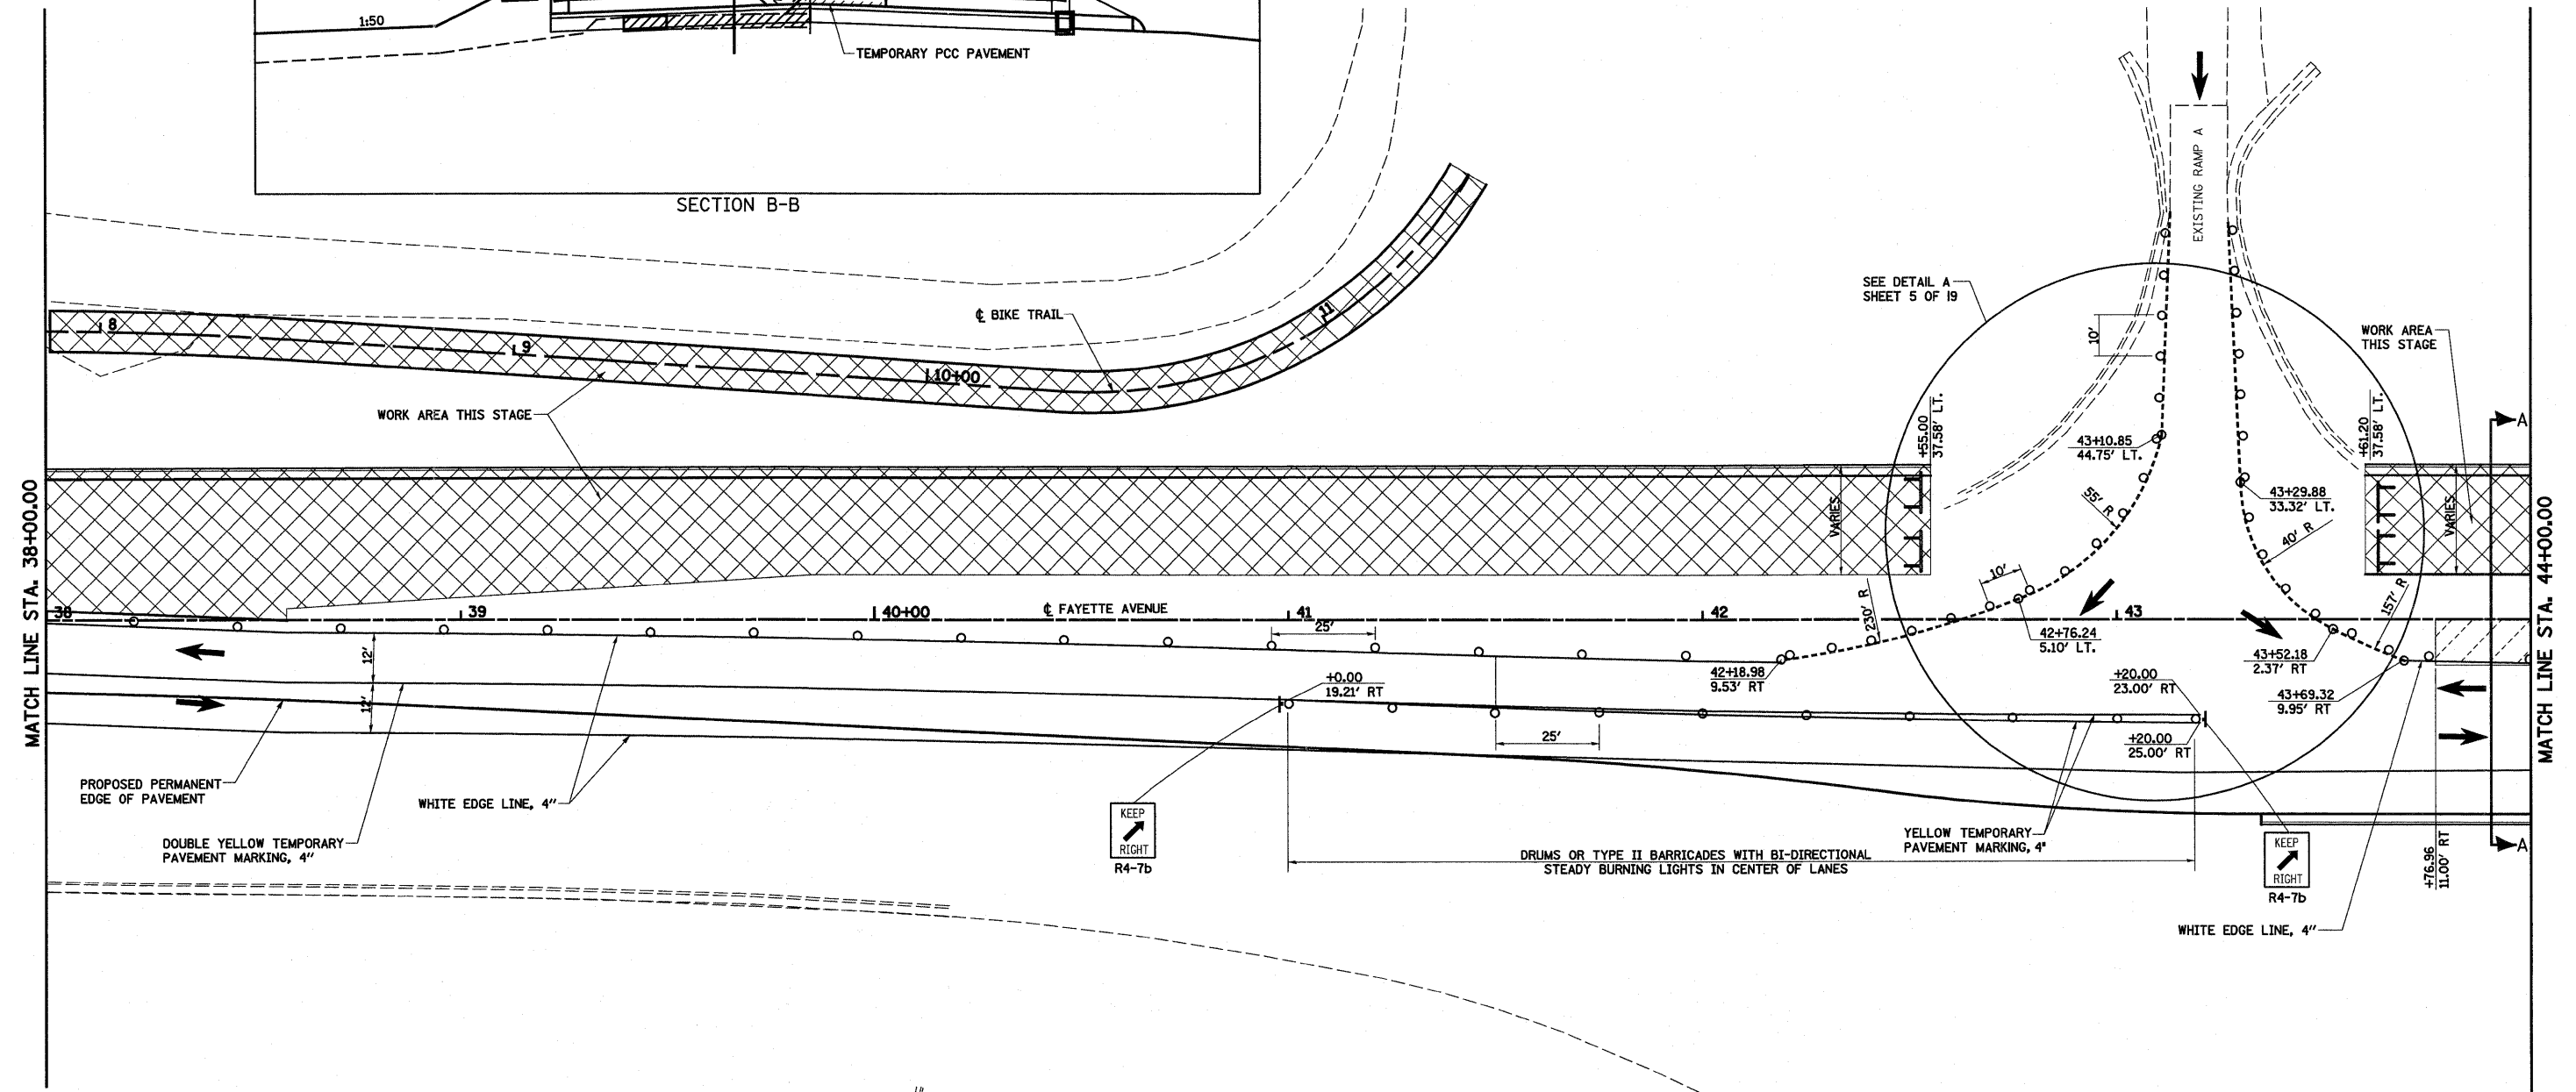 1:50
TEMPORARY PCC PAVEMENT
SECTION B-B
EXISTING RAMP A
SEE DETAIL A
SHEET 5 OF 19
℄ BIKE TRAIL
8
9
10+00
11
10'
WORK AREA
THIS STAGE
WORK AREA THIS STAGE
+55.00
37.58' LT.
+61.20
37.58' LT.
A
43+10.85
44.75' LT.
55' R
43+29.88
33.32' LT.
40' R
VARIES
VARIES
MATCH LINE STA. 38+00.00
MATCH LINE STA. 44+00.00
10'
157' R
230' R
38
39
40+00
℄ FAYETTE AVENUE
41
42
43
25'
12'
12'
42+76.24
5.10' LT.
43+52.18
2.37' RT
42+18.98
9.53' RT
+0.00
19.21' RT
+20.00
23.00' RT
43+69.32
9.95' RT
25'
+20.00
25.00' RT
PROPOSED PERMANENT
EDGE OF PAVEMENT
WHITE EDGE LINE, 4"
DOUBLE YELLOW TEMPORARY
PAVEMENT MARKING, 4"
KEEP
RIGHT
R4-7b
YELLOW TEMPORARY
PAVEMENT MARKING, 4"
DRUMS OR TYPE II BARRICADES WITH BI-DIRECTIONAL
STEADY BURNING LIGHTS IN CENTER OF LANES
KEEP
RIGHT
R4-7b
+76.96
11.00' RT
A
WHITE EDGE LINE, 4"